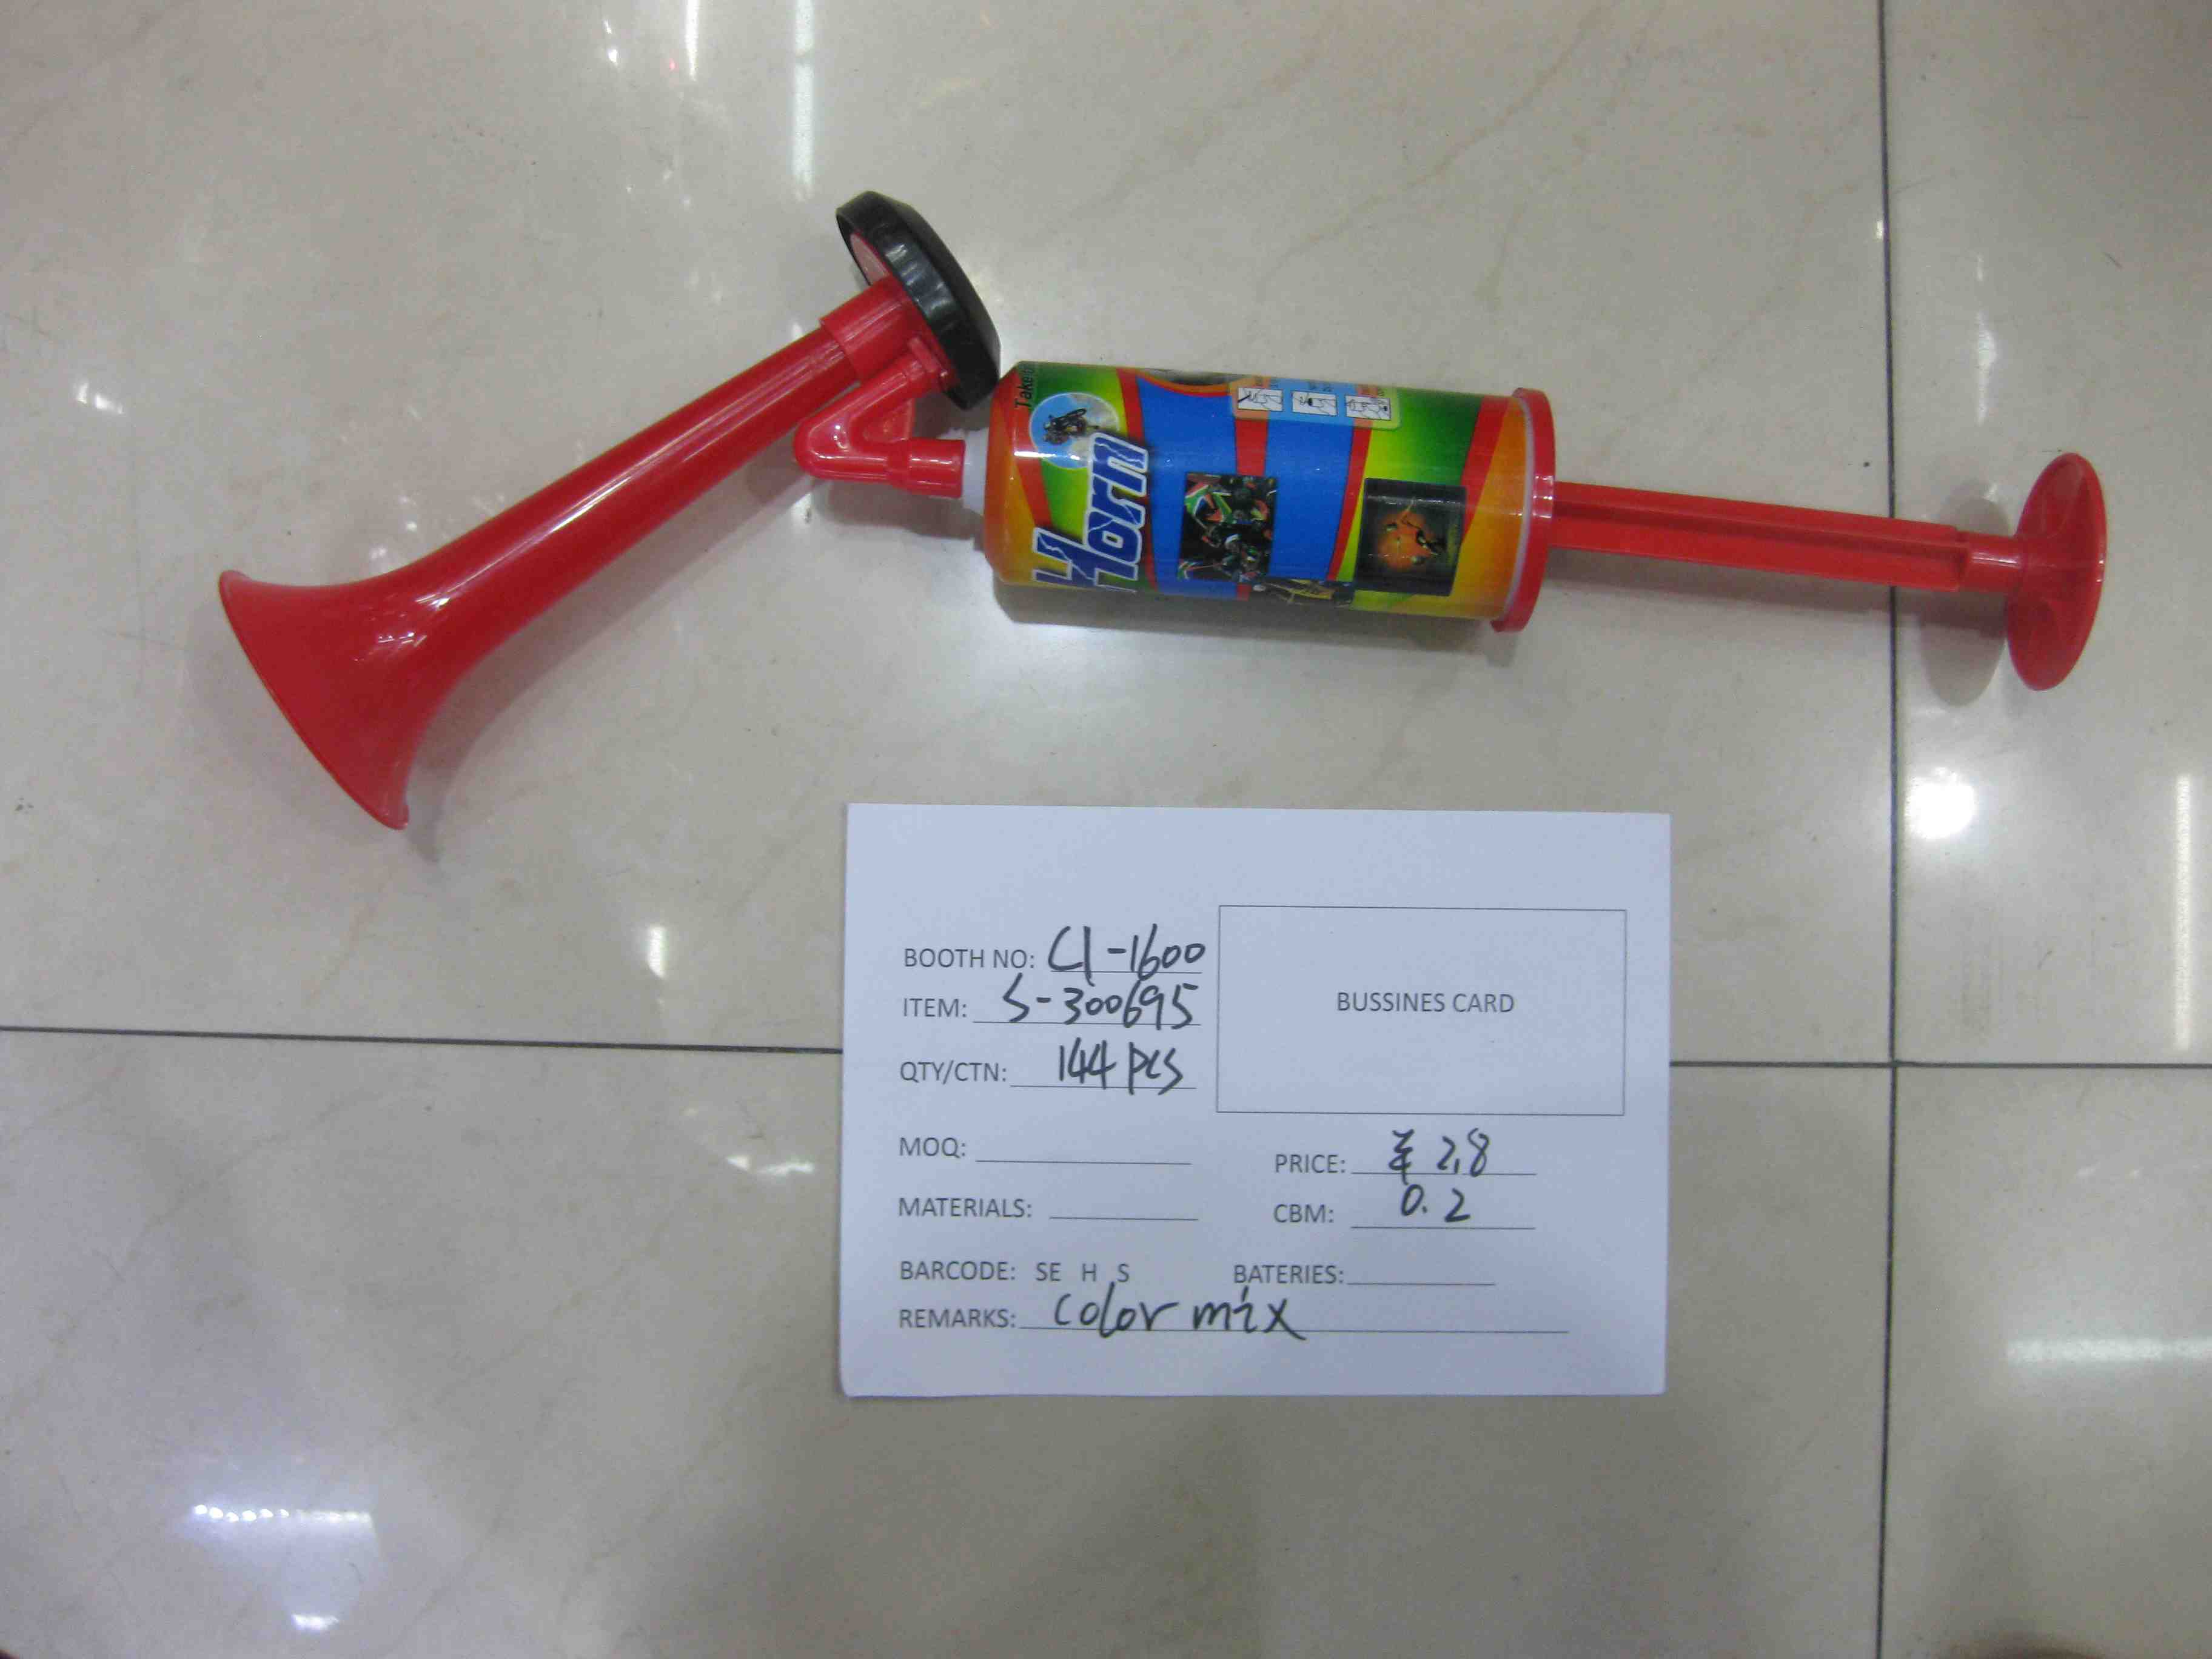 Take
Horn
BOOTH NO: C1-1600
ITEM: S-300695
QTY/CTN: 144 pcs
BUSSINES CARD
MOQ:
PRICE: ¥ 2.8
MATERIALS:
CBM: 0.2
BARCODE: SE H S
BATERIES:
REMARKS: color mix